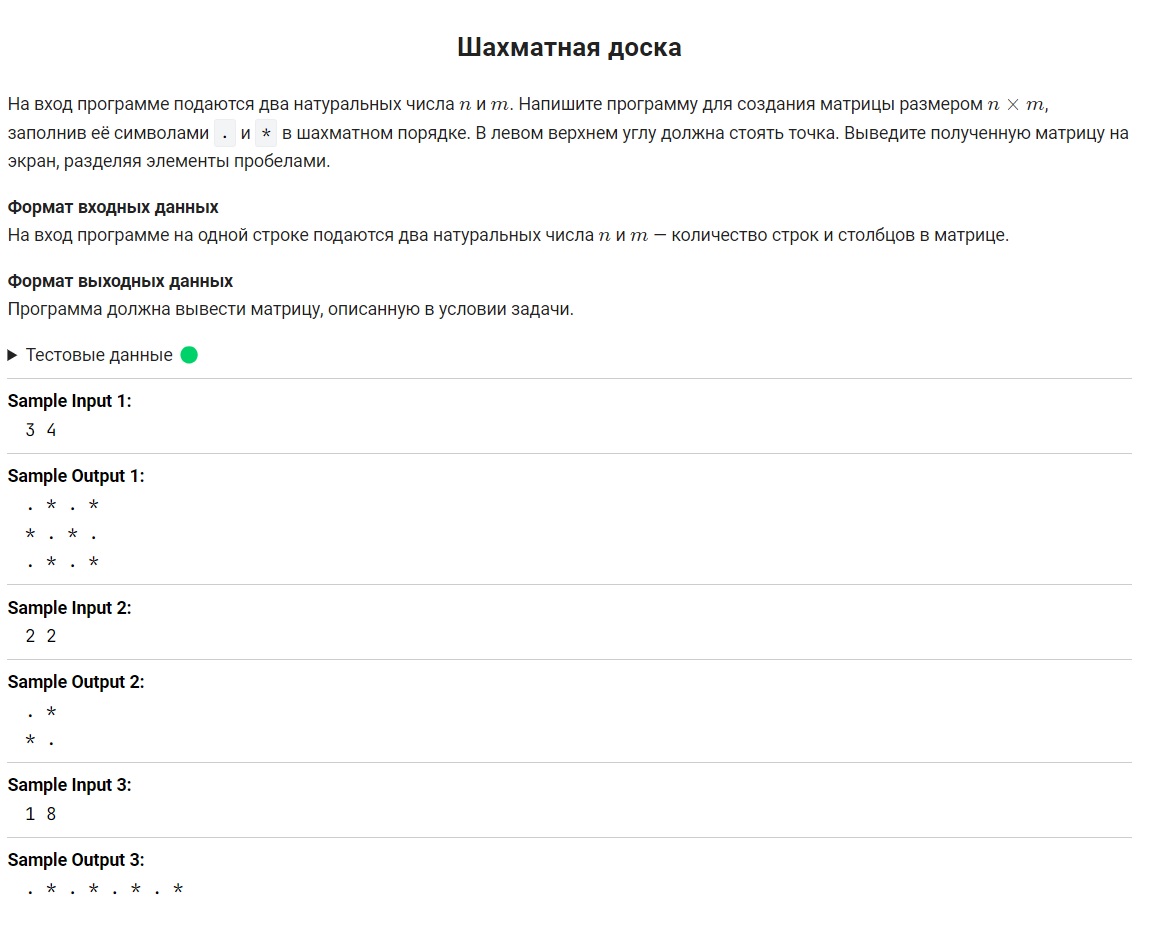 Шахматная доска
На вход программе подаются два натуральных числа n и m. Напишите программу для создания матрицы размером n × m,
заполнив её символами . и * в шахматном порядке. В левом верхнем углу должна стоять точка. Выведите полученную матрицу на
экран, разделяя элементы пробелами.
Формат входных данных
На вход программе на одной строке подаются два натуральных числа n и m — количество строк и столбцов в матрице.
Формат выходных данных
Программа должна вывести матрицу, описанную в условии задачи.
Тестовые данные
Sample Input 1:
3 4
Sample Output 1:
. * . *
* . * .
. * . *
Sample Input 2:
2 2
Sample Output 2:
. *
* .
Sample Input 3:
1 8
Sample Output 3:
. * . * . * . *